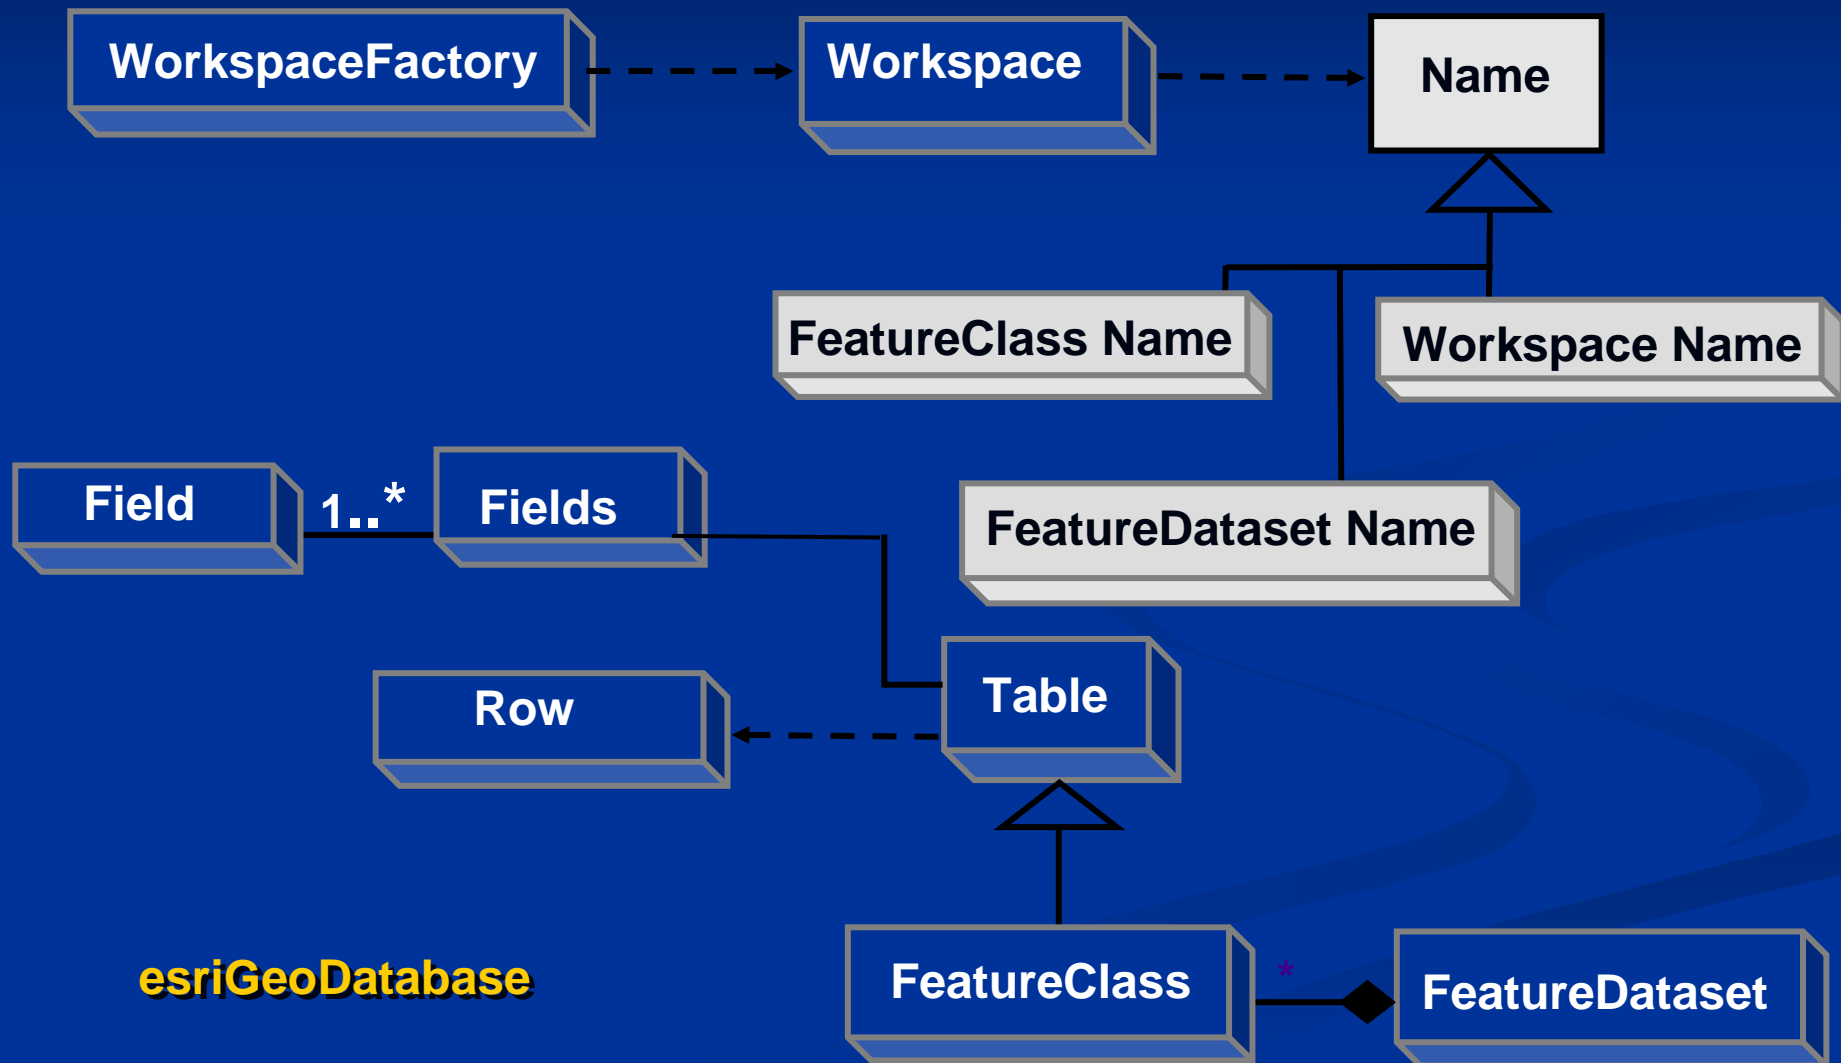 WorkspaceFactory
Workspace
Name
FeatureClass Name
Workspace Name
Field
1..*
Fields
FeatureDataset Name
Row
Table
esriGeoDatabase
FeatureClass
*
FeatureDataset